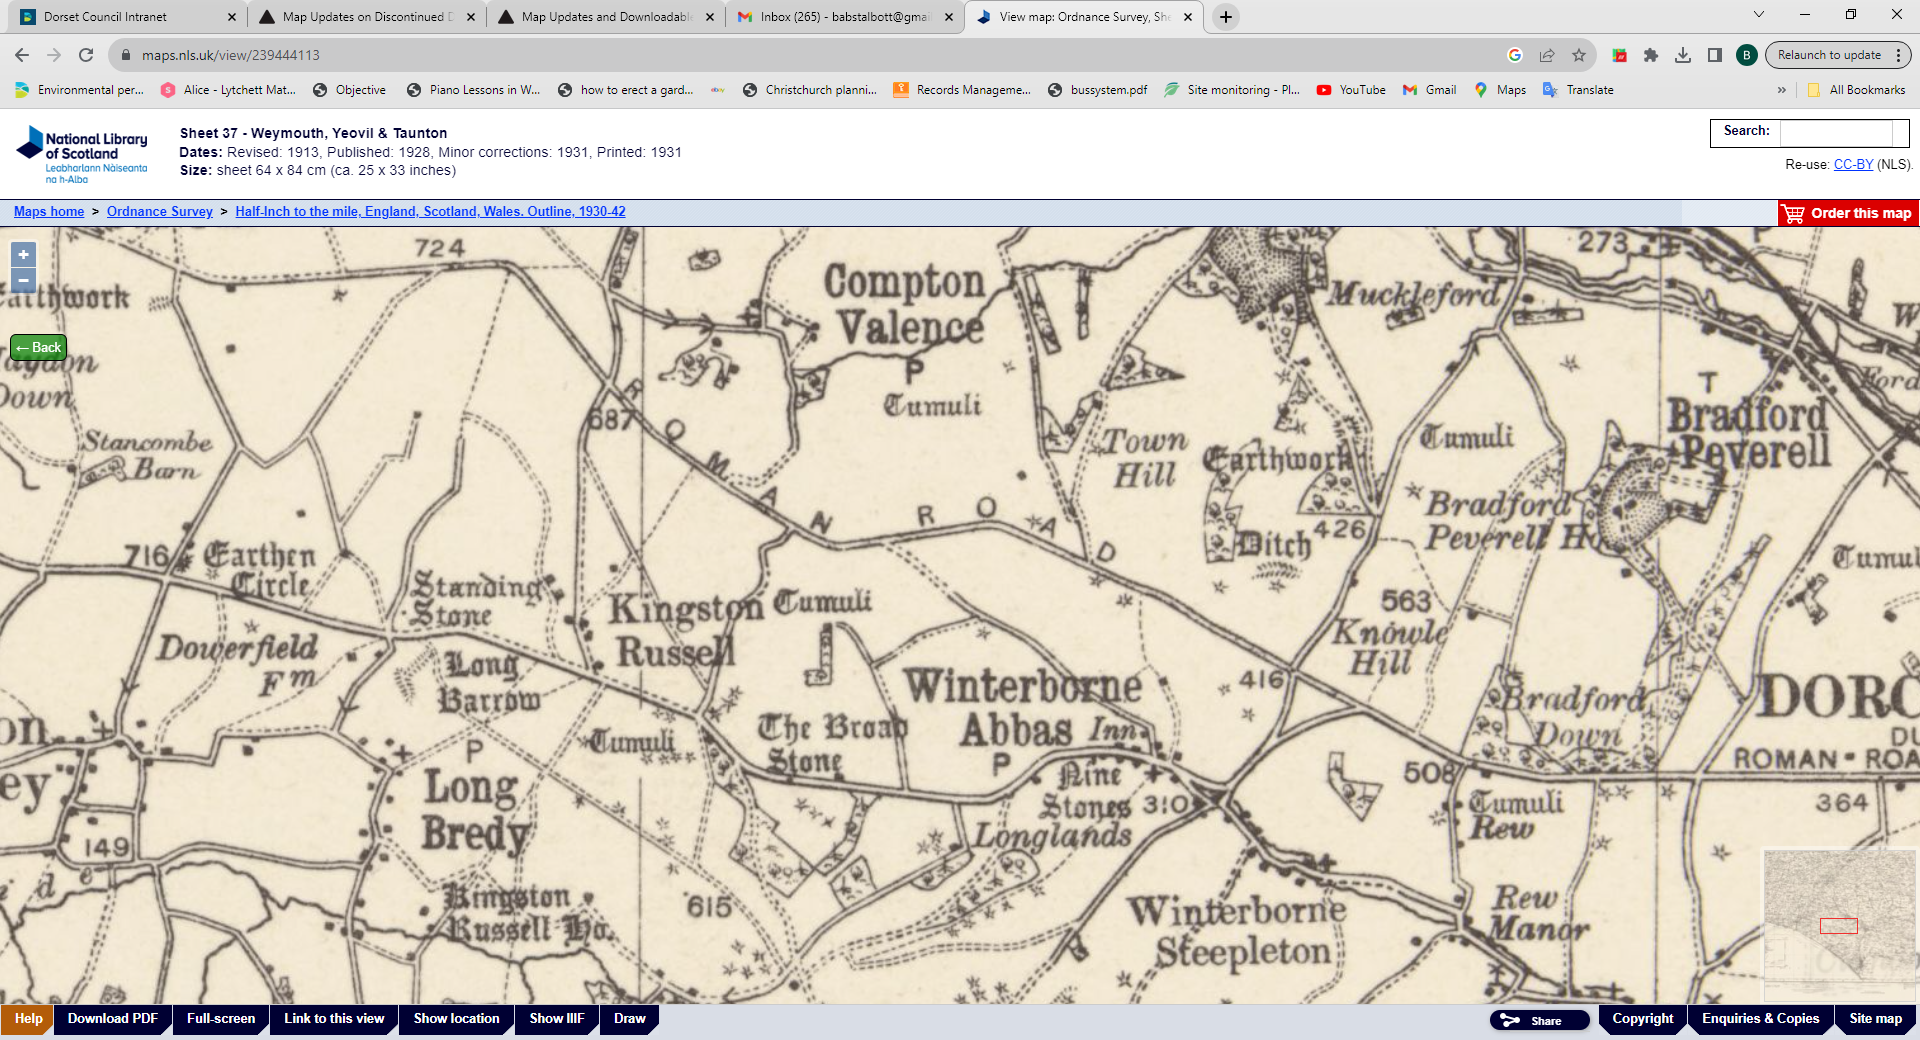 Dorset Council Intranet
Map Updates on Discontinued D
Map Updates and Downloadable
Inbox (265) - babstalbott@gmai
View map: Ordnance Survey, She
maps.nls.uk/view/239444113
B
Relaunch to update
Environmental per...
Alice - Lytchett Mat...
Objective
Piano Lessons in W...
how to erect a gard...
Christchurch planni...
Records Manageme...
bussystem.pdf
Site monitoring - Pl...
YouTube
Gmail
Maps
Translate
»
All Bookmarks
National Library
of Scotland
Leabharlann Nàiseanta
na h-Alba
Sheet 37 - Weymouth, Yeovil & Taunton
Dates: Revised: 1913, Published: 1928, Minor corrections: 1931, Printed: 1931
Size: sheet 64 x 84 cm (ca. 25 x 33 inches)
Search:
Re-use: CC-BY (NLS).
Maps home > Ordnance Survey > Half-Inch to the mile, England, Scotland, Wales. Outline, 1930-42
Order this map
+
−
←Back
724
273
Earthwork
Compton
Valence
P
Muckleford
Down
Tumuli
T
Ford
687
Bradford
Peverell
Stancombe
Barn
Town
Hill
Tumuli
Earthwork
ROMAN ROAD
Bradford
Peverell Ho
426
Ditch
716
Earthen
Circle
Standing
Stone
Kingston
Russell
Tumuli
563
Knowle
Hill
Tumul
Dowerfield
Fm
Long
Barrow
Winterborne
Abbas
Inn
416
Bradford
Down
DORC
DU
ROMAN - ROA
on
P
Tumuli
The Broad
Stone
P
Nine
Stones
310
508
Tumuli
Rew
364
ey
Long
Bredy
Longlands
149
i d e
Kingston
Russell Ho.
615
Winterborne
Steepleton
Rew
Manor
Help
Download PDF
Full-screen
Link to this view
Show location
Show IIIF
Draw
Share
Copyright
Enquiries & Copies
Site map